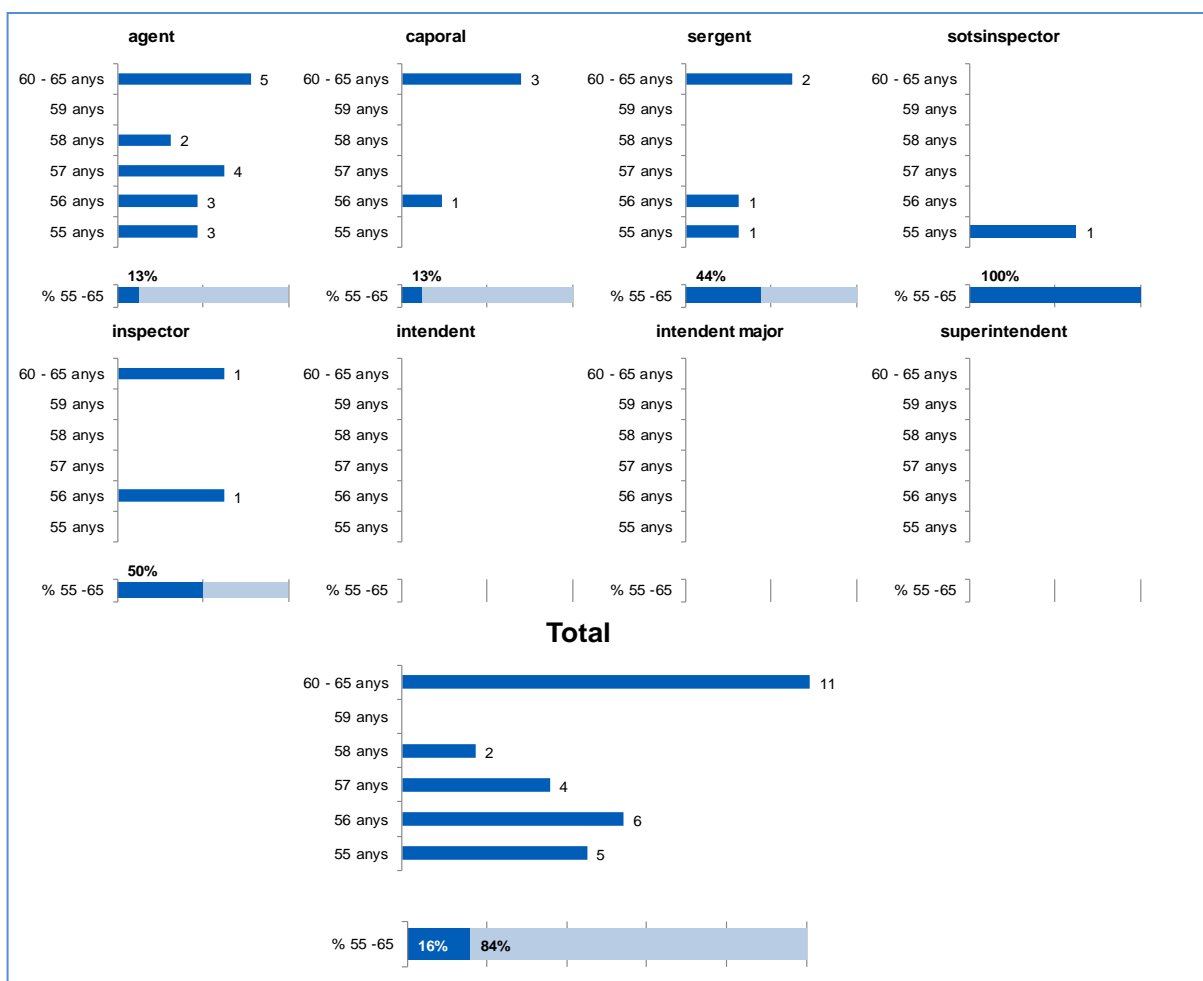 agent caporal sergent sotsinspector
60 - 65 anys 5 60 - 65 anys 3 60 - 65 anys 2 60 - 65 anys
59 anys 59 anys 59 anys 59 anys
58 anys 2 58 anys 58 anys 58 anys
57 anys 4 57 anys 57 anys 57 anys
56 anys 3 56 anys 1 56 anys 1 56 anys
55 anys 3 55 anys 55 anys 1 55 anys 1
13% 13% 44% 100%
% 55 -65 % 55 -65 % 55 -65 % 55 -65
inspector intendent intendent major superintendent
60 - 65 anys 1 60 - 65 anys 60 - 65 anys 60 - 65 anys
59 anys 59 anys 59 anys 59 anys
58 anys 58 anys 58 anys 58 anys
57 anys 57 anys 57 anys 57 anys
56 anys 1 56 anys 56 anys 56 anys
55 anys 55 anys 55 anys 55 anys
50%
% 55 -65 % 55 -65 % 55 -65 % 55 -65
Total
60 - 65 anys 11
59 anys
58 anys 2
57 anys 4
56 anys 6
55 anys 5
% 55 -65 16% 84%